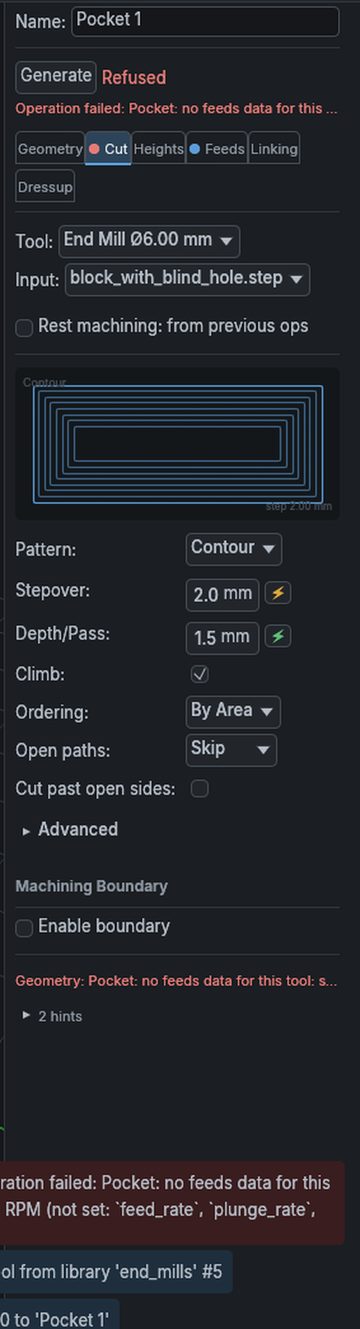 Name: Pocket 1
Generate Refused
Operation failed: Pocket: no feeds data for this ...
Geometry Cut Heights Feeds Linking
Dressup
Tool: End Mill Ø6.00 mm
Input: block_with_blind_hole.step
Rest machining: from previous ops
Contour
step 2.00 mm
Pattern: Contour
Stepover: 2.0 mm
Depth/Pass: 1.5 mm
Climb:
Ordering: By Area
Open paths: Skip
Cut past open sides:
Advanced
Machining Boundary
Enable boundary
Geometry: Pocket: no feeds data for this tool: s...
2 hints
ration failed: Pocket: no feeds data for this
RPM (not set: `feed_rate`, `plunge_rate`,
ol from library 'end_mills' #5
0 to 'Pocket 1'